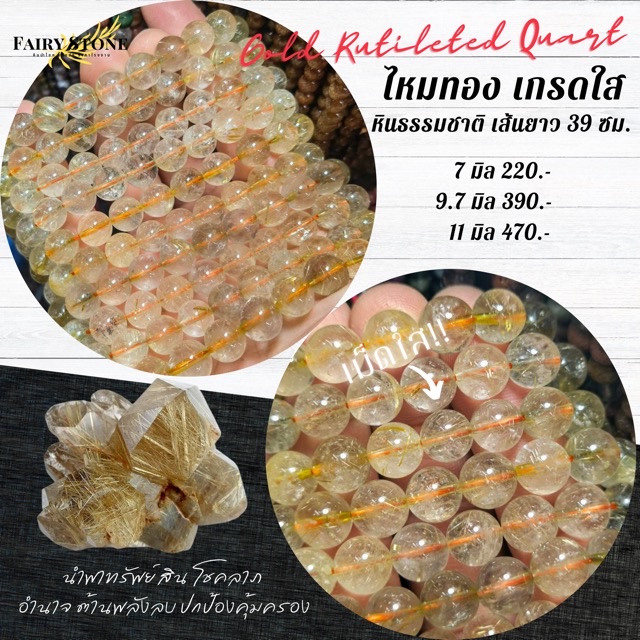 FAIRY STONE
Gold Rutileted Quart
ไหมทอง เกรดใส
หินธรรมชาติ เส้นยาว 39 ซม.
7 มิล 220.-
9.7 มิล 390.-
11 มิล 470.-
เม็ดใส!!
นำพาทรัพย์สิน โชคลาภ
อำนาจ ต้านพลังลบ ปกป้องคุ้มครอง